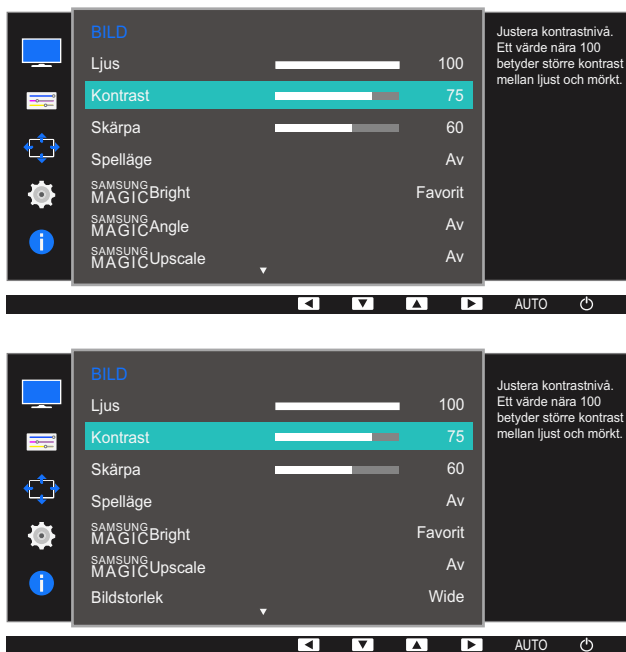 BILD
Ljus 100
Kontrast 75
Skärpa 60
Spelläge Av
SAMSUNG MAGIC Bright Favorit
SAMSUNG MAGIC Angle Av
SAMSUNG MAGIC Upscale Av
Justera kontrastnivå.
Ett värde nära 100
betyder större kontrast
mellan ljust och mörkt.
AUTO
BILD
Ljus 100
Kontrast 75
Skärpa 60
Spelläge Av
SAMSUNG MAGIC Bright Favorit
SAMSUNG MAGIC Upscale Av
Bildstorlek Wide
Justera kontrastnivå.
Ett värde nära 100
betyder större kontrast
mellan ljust och mörkt.
AUTO